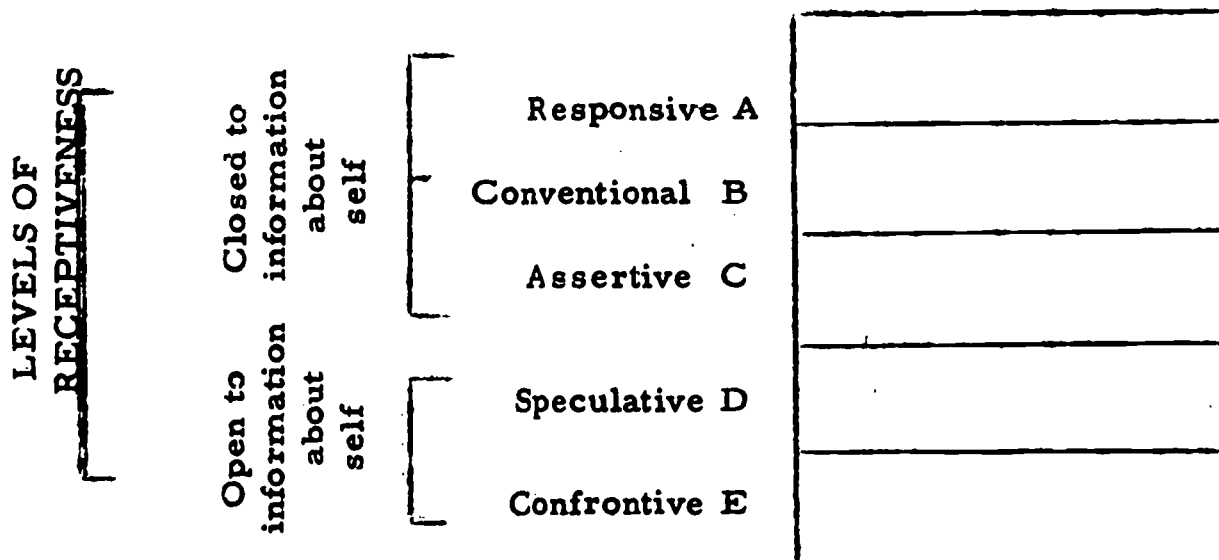 LEVELS OF
RECEPTIVENESS
Closed to
information
about
self
Responsive A
Conventional B
Assertive C
Open to
information
about
self
Speculative D
Confrontive E